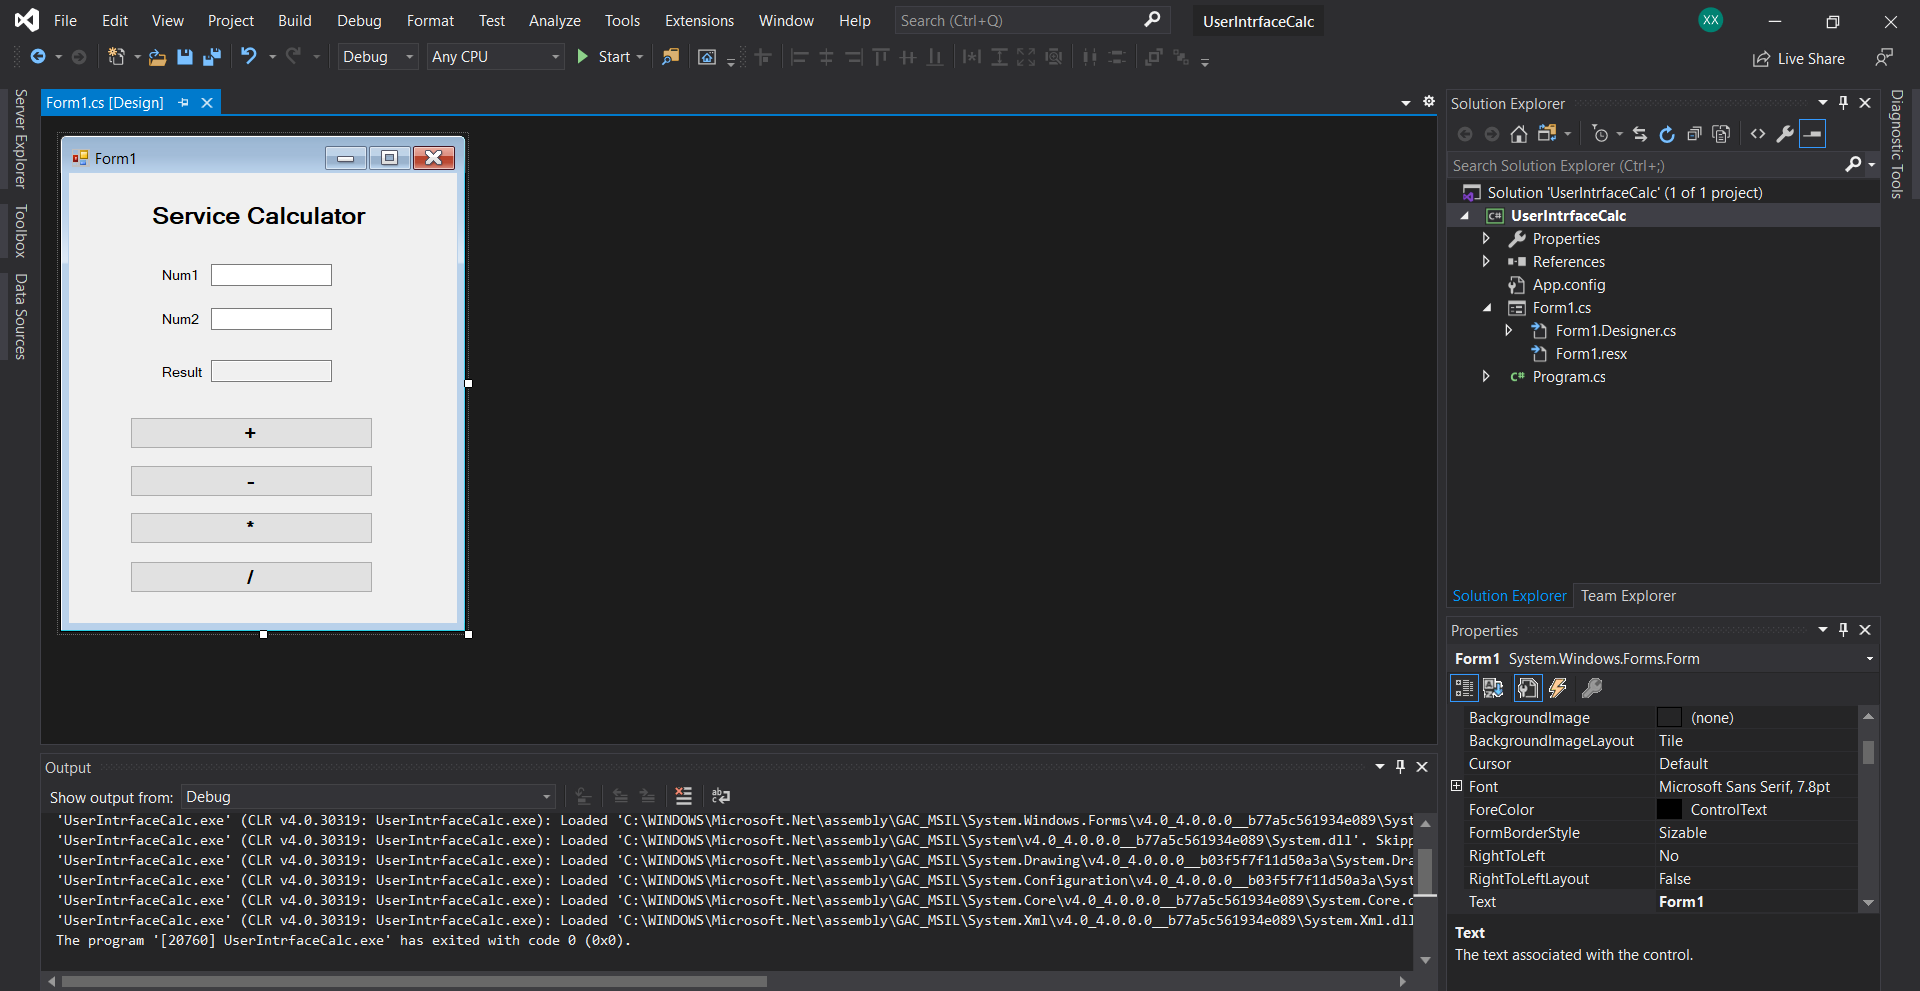 File Edit View Project Build Debug Format Test Analyze Tools Extensions Window Help Search (Ctrl+Q) UserIntrfaceCalc XX
Debug Any CPU Start Live Share
Server Explorer
Toolbox
Data Sources
Form1.cs [Design]
Form1
Service Calculator
Num1
Num2
Result
+
-
*
/
Output
Show output from: Debug
'UserIntrfaceCalc.exe' (CLR v4.0.30319: UserIntrfaceCalc.exe): Loaded 'C:\WINDOWS\Microsoft.Net\assembly\GAC_MSIL\System.Windows.Forms\v4.0_4.0.0.0__b77a5c561934e089\Syst
'UserIntrfaceCalc.exe' (CLR v4.0.30319: UserIntrfaceCalc.exe): Loaded 'C:\WINDOWS\Microsoft.Net\assembly\GAC_MSIL\System\v4.0_4.0.0.0__b77a5c561934e089\System.dll'. Skipp
'UserIntrfaceCalc.exe' (CLR v4.0.30319: UserIntrfaceCalc.exe): Loaded 'C:\WINDOWS\Microsoft.Net\assembly\GAC_MSIL\System.Drawing\v4.0_4.0.0.0__b03f5f7f11d50a3a\System.Dra
'UserIntrfaceCalc.exe' (CLR v4.0.30319: UserIntrfaceCalc.exe): Loaded 'C:\WINDOWS\Microsoft.Net\assembly\GAC_MSIL\System.Configuration\v4.0_4.0.0.0__b03f5f7f11d50a3a\Syst
'UserIntrfaceCalc.exe' (CLR v4.0.30319: UserIntrfaceCalc.exe): Loaded 'C:\WINDOWS\Microsoft.Net\assembly\GAC_MSIL\System.Core\v4.0_4.0.0.0__b77a5c561934e089\System.Core.d
'UserIntrfaceCalc.exe' (CLR v4.0.30319: UserIntrfaceCalc.exe): Loaded 'C:\WINDOWS\Microsoft.Net\assembly\GAC_MSIL\System.Xml\v4.0_4.0.0.0__b77a5c561934e089\System.Xml.dll
The program '[20760] UserIntrfaceCalc.exe' has exited with code 0 (0x0).
Solution Explorer
Search Solution Explorer (Ctrl+;)
Solution 'UserIntrfaceCalc' (1 of 1 project)
C# UserIntrfaceCalc
Properties
References
App.config
Form1.cs
Form1.Designer.cs
Form1.resx
C# Program.cs
Solution Explorer Team Explorer
Properties
Form1 System.Windows.Forms.Form
BackgroundImage (none)
BackgroundImageLayout Tile
Cursor Default
Font Microsoft Sans Serif, 7.8pt
ForeColor ControlText
FormBorderStyle Sizable
RightToLeft No
RightToLeftLayout False
Text Form1
Text
The text associated with the control.
Diagnostic Tools